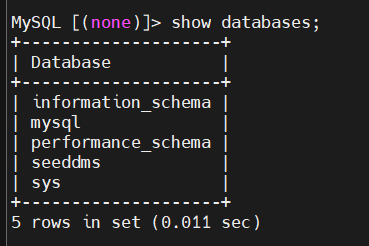 MySQL [(none)]> show databases;
+--------------------+
| Database           |
+--------------------+
| information_schema |
| mysql              |
| performance_schema |
| seeddms            |
| sys                |
+--------------------+
5 rows in set (0.011 sec)